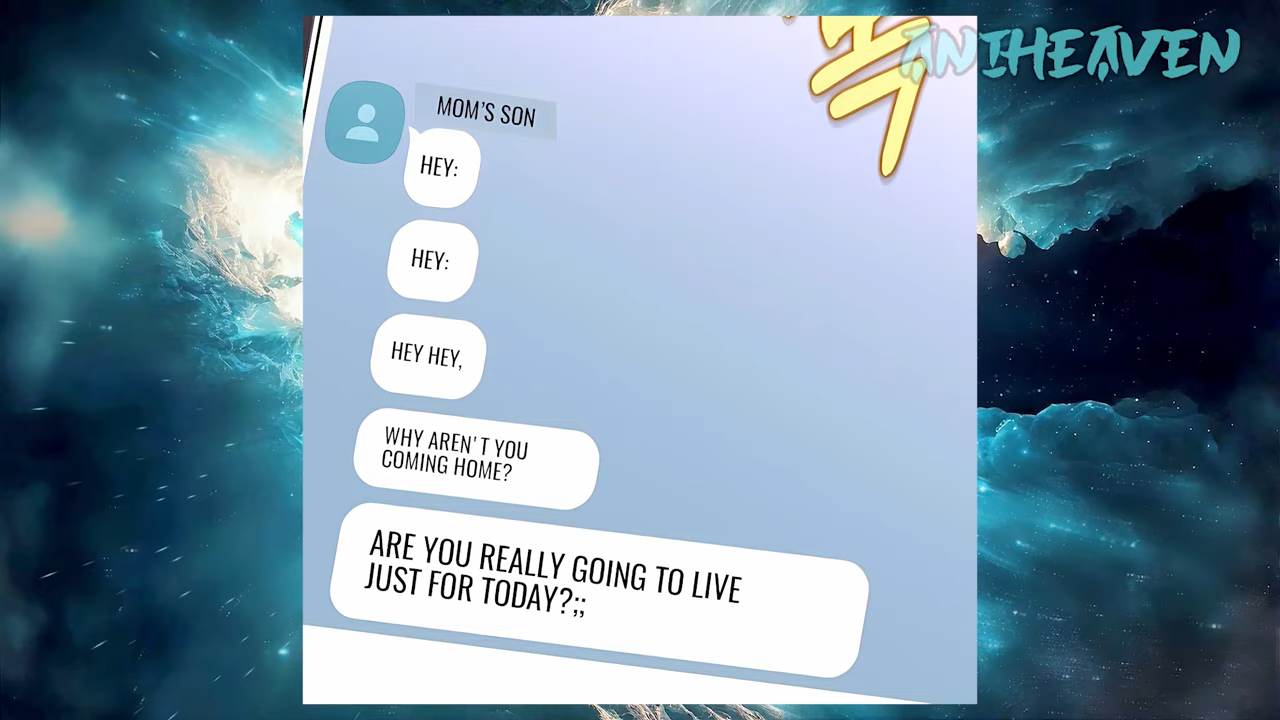 ANIHEAVEN
MOM'S SON
HEY:
HEY:
HEY HEY,
WHY AREN'T YOU
COMING HOME?
ARE YOU REALLY GOING TO LIVE
JUST FOR TODAY?;;